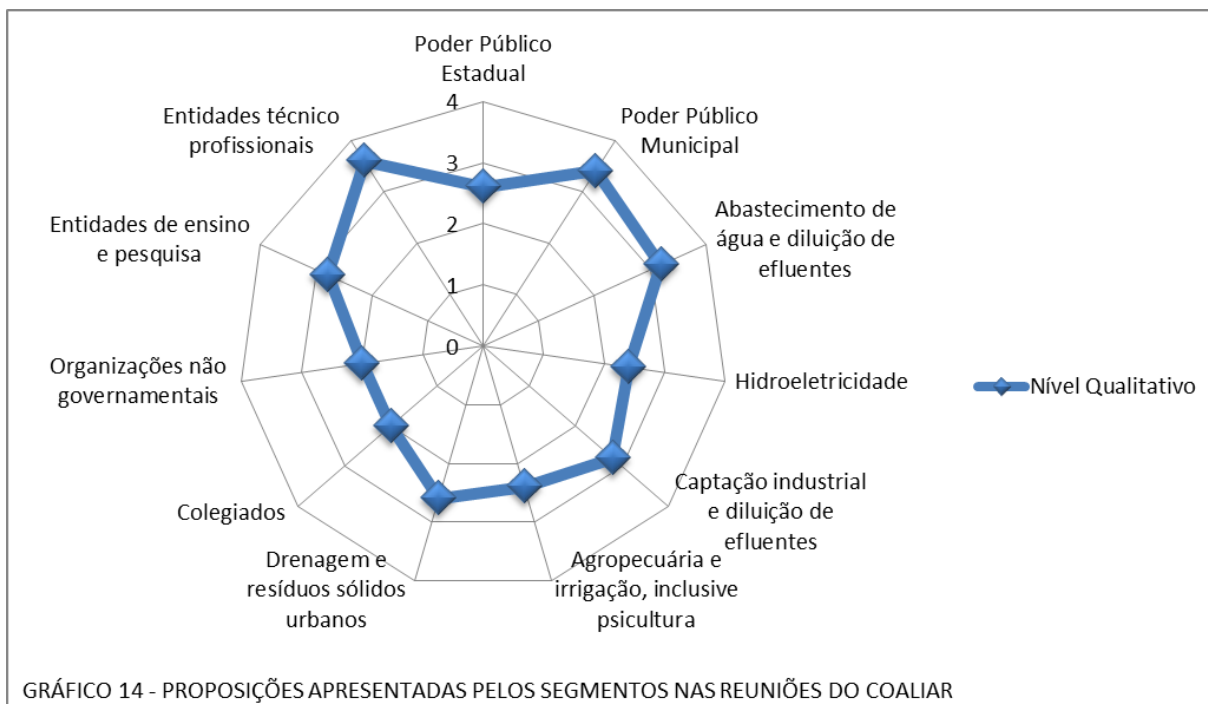 Poder Público
Estadual
4
3
2
1
0
Poder Público
Municipal
Abastecimento de
água e diluição de
efluentes
Hidroeletricidade
Captação industrial
e diluição de
efluentes
Agropecuária e
irrigação, inclusive
psicultura
Drenagem e
resíduos sólidos
urbanos
Colegiados
Organizações não
governamentais
Entidades de ensino
e pesquisa
Entidades técnico
profissionais
Nível Qualitativo
GRÁFICO 14 - PROPOSIÇÕES APRESENTADAS PELOS SEGMENTOS NAS REUNIÕES DO COALIAR